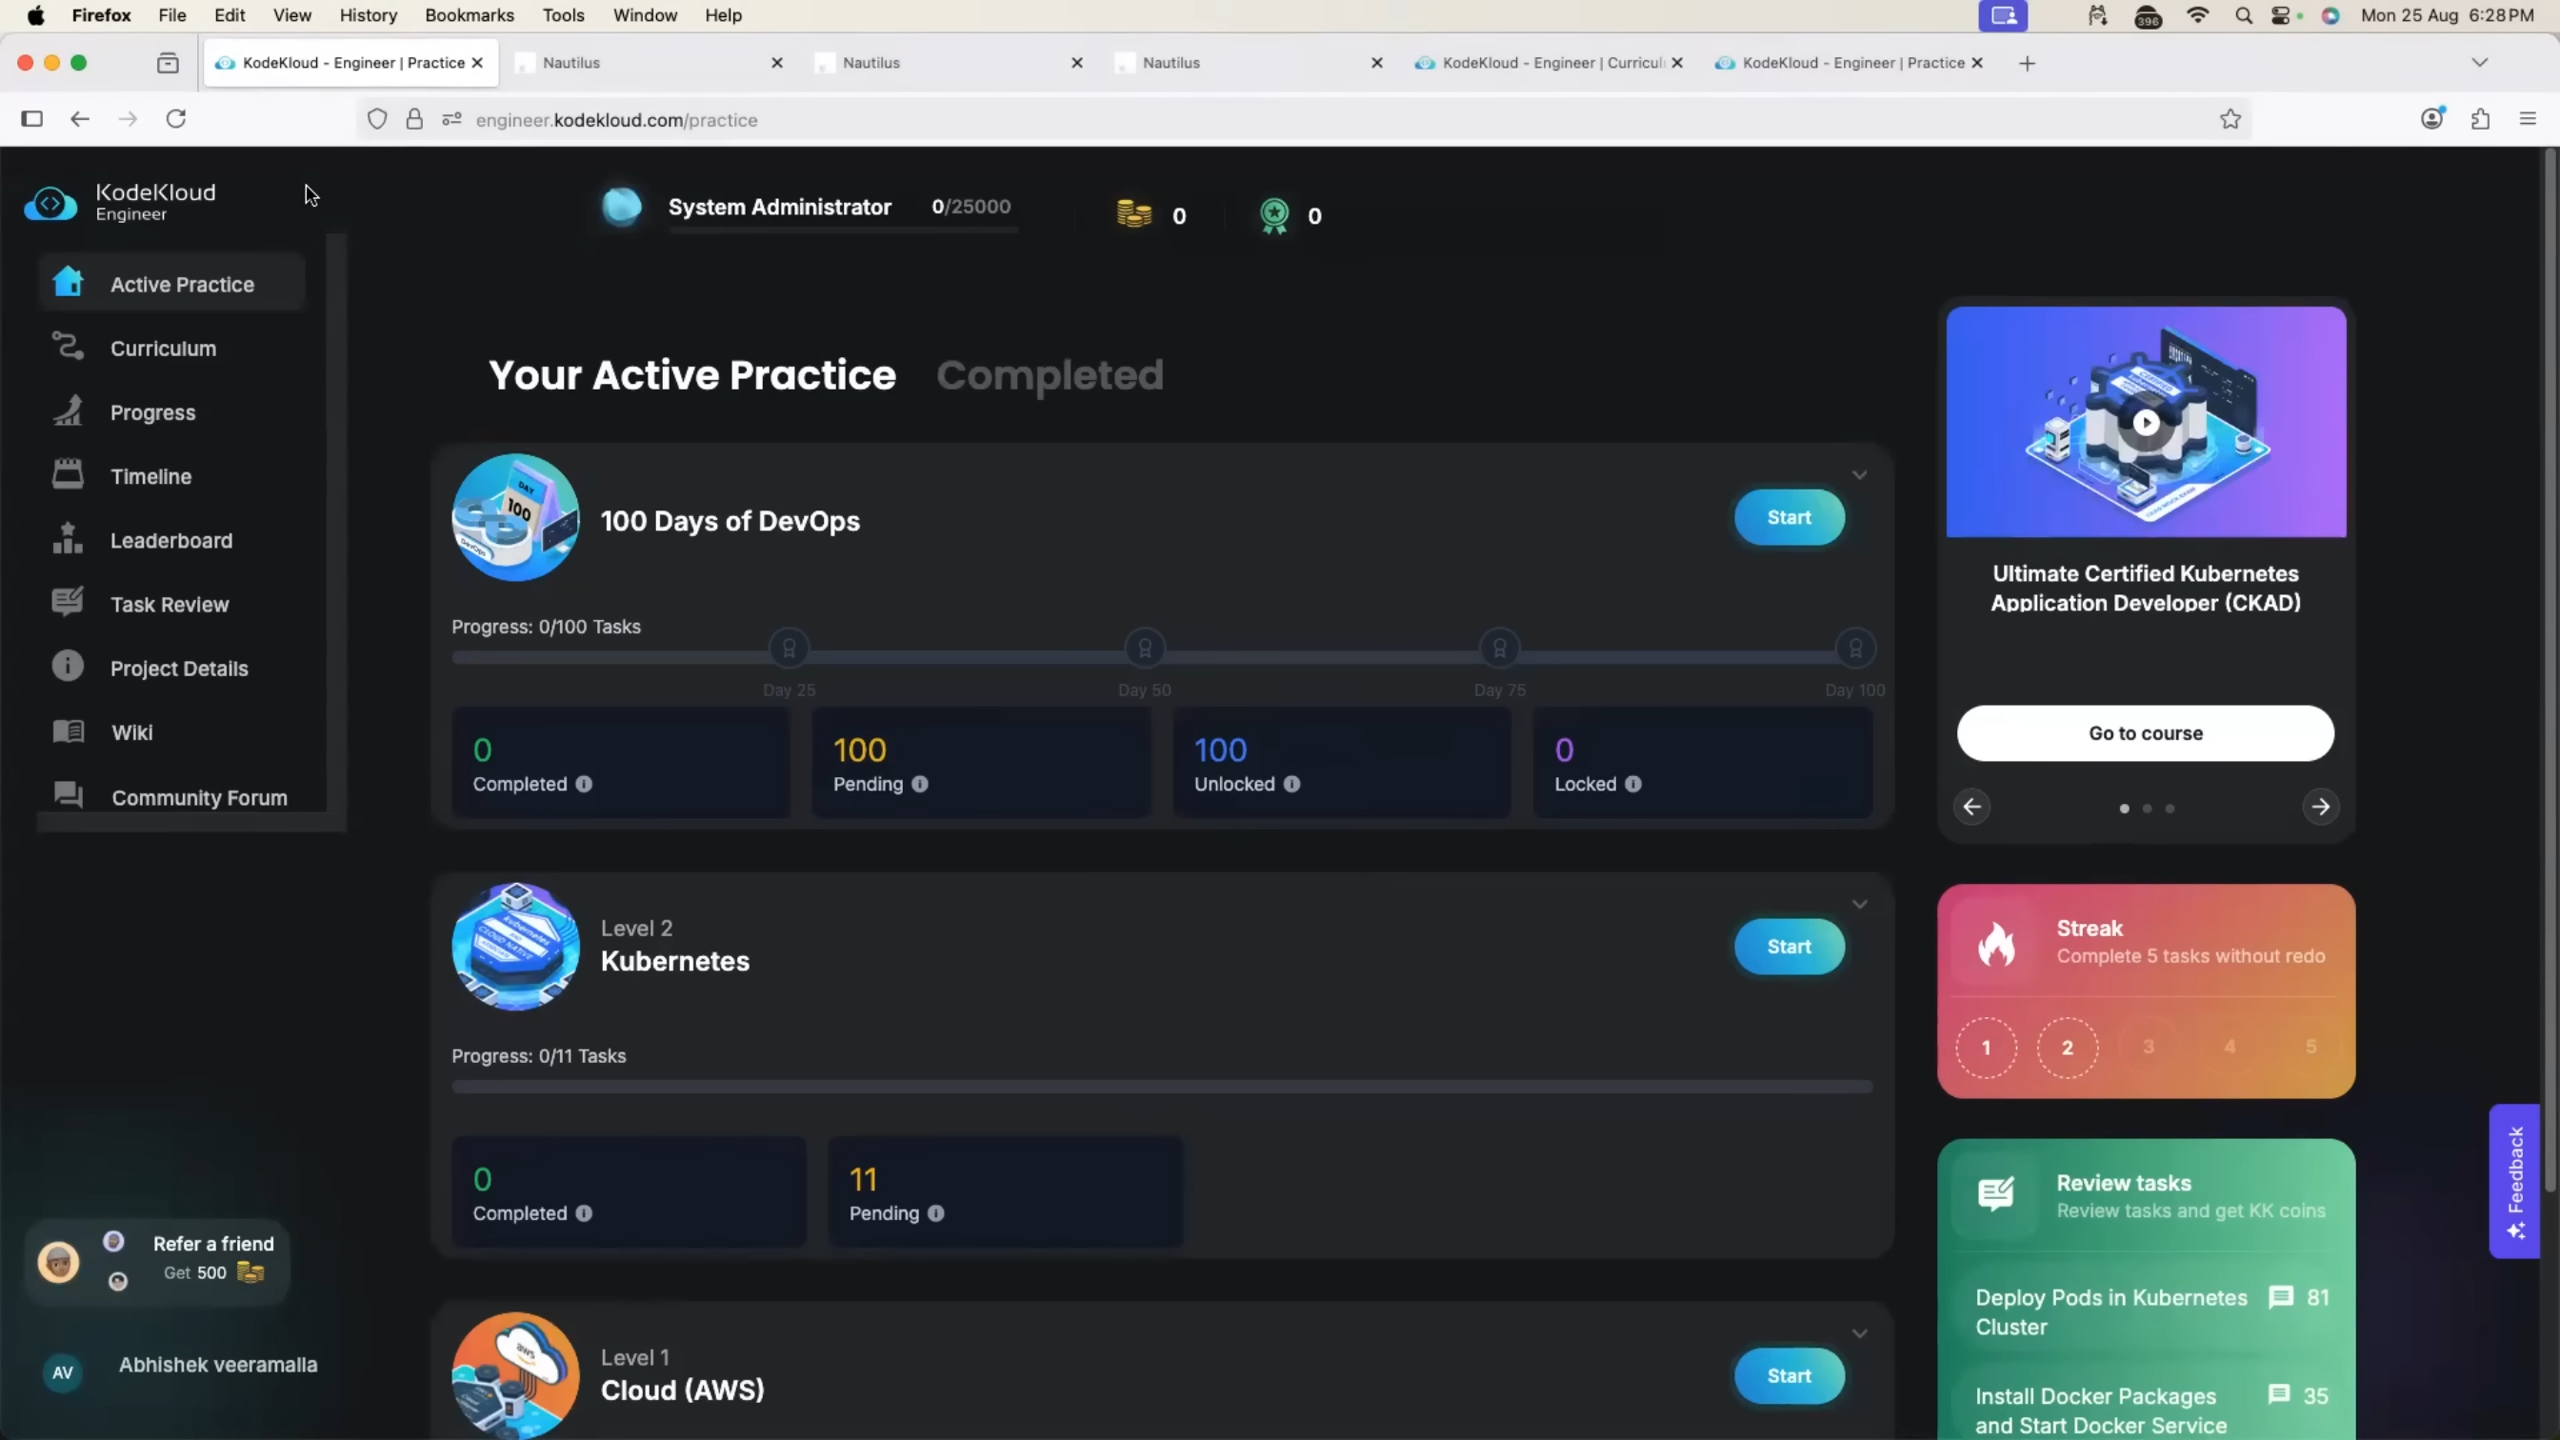 Firefox File Edit View History Bookmarks Tools Window Help
396
Mon 25 Aug 6:28 PM
KodeKloud - Engineer | Practice
Nautilus
Nautilus
Nautilus
KodeKloud - Engineer | Curricul
KodeKloud - Engineer | Practice
engineer.kodekloud.com/practice
KodeKloud
Engineer
System Administrator 0/25000
0
0
Active Practice
Curriculum
Progress
Timeline
Leaderboard
Task Review
Project Details
Wiki
Community Forum
Refer a friend
Get 500
AV
Abhishek veeramalla
Your Active Practice Completed
DAY
100
DevOps
100 Days of DevOps
Start
Progress: 0/100 Tasks
Day 25
Day 50
Day 75
Day 100
0
Completed
100
Pending
100
Unlocked
0
Locked
Level 2
Kubernetes
Start
Progress: 0/11 Tasks
0
Completed
11
Pending
aws
Level 1
Cloud (AWS)
Start
Ultimate Certified Kubernetes
Application Developer (CKAD)
Go to course
Streak
Complete 5 tasks without redo
1 2 3 4 5
Review tasks
Review tasks and get KK coins
Deploy Pods in Kubernetes
Cluster
81
Install Docker Packages
and Start Docker Service
35
Feedback